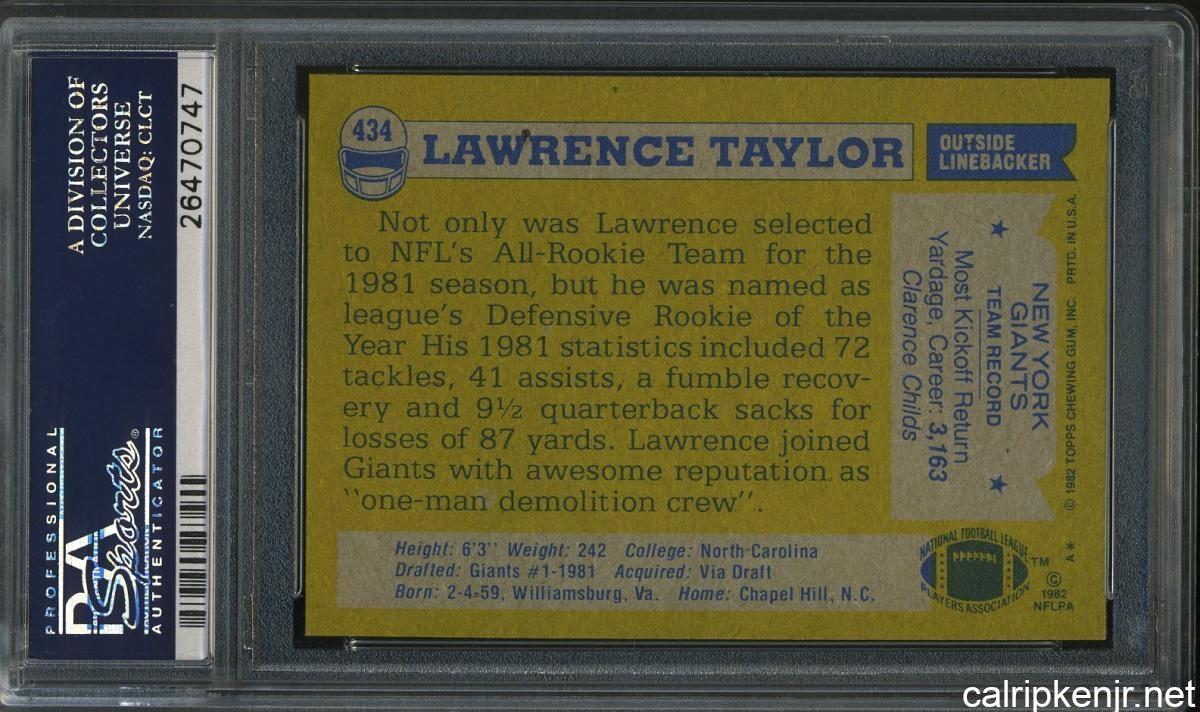 A DIVISION OF
COLLECTORS
UNIVERSE
NASDAQ: CLCT
26470747
PROFESSIONAL
PSA
Sports®
AUTHENTICATOR
434
LAWRENCE TAYLOR
OUTSIDE
LINEBACKER
Not only was Lawrence selected
to NFL's All-Rookie Team for the
1981 season, but he was named as
league's Defensive Rookie of the
Year His 1981 statistics included 72
tackles, 41 assists, a fumble recov-
ery and 9½ quarterback sacks for
losses of 87 yards. Lawrence joined
Giants with awesome reputation as
"one-man demolition crew".
NEW YORK
GIANTS
★ TEAM RECORD ★
Most Kickoff Return
Yardage, Career: 3,163
Clarence Childs
© 1982 TOPPS CHEWING GUM, INC. PRTD. IN U.S.A.
A*
Height: 6'3" Weight: 242 College: North Carolina
Drafted: Giants #1-1981 Acquired: Via Draft
Born: 2-4-59, Williamsburg, Va. Home: Chapel Hill, N.C.
NATIONAL FOOTBALL LEAGUE
PLAYERS ASSOCIATION
TM
©
1982
NFLPA
calripkenjr.net